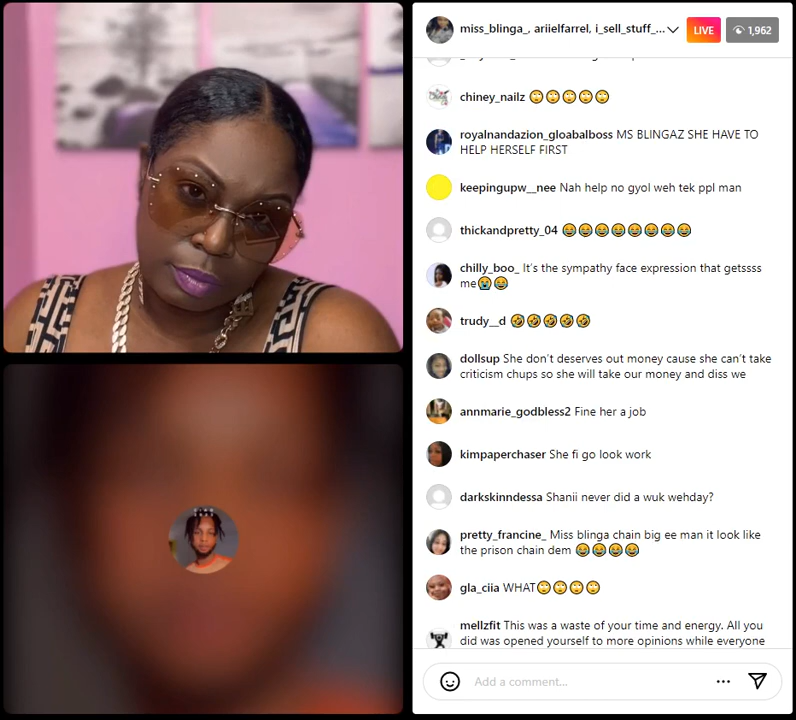 miss_blinga_, ariielfarrel, i_sell_stuff_...
LIVE
1,962
chiney_nailz 🙄🙄🙄🙄🙄
royalnandazion_gloabalboss MS BLINGAZ SHE HAVE TO
HELP HERSELF FIRST
keepingupw__nee Nah help no gyol weh tek ppl man
thickandpretty_04 😂😂😂😂😂😂😂😂
chilly_boo_ It's the sympathy face expression that getssss
me😭😂
trudy__d 🤣🤣🤣🤣🤣
dollsup She don't deserves out money cause she can't take
criticism chups so she will take our money and diss we
annmarie_godbless2 Fine her a job
kimpaperchaser She fi go look work
darkskinndessa Shanii never did a wuk wehday?
pretty_francine_ Miss blinga chain big ee man it look like
the prison chain dem 😂😂😂😂
gla_ciia WHAT🙄🙄🙄🙄
mellzfit This was a waste of your time and energy. All you
did was opened yourself to more opinions while everyone
Add a comment...